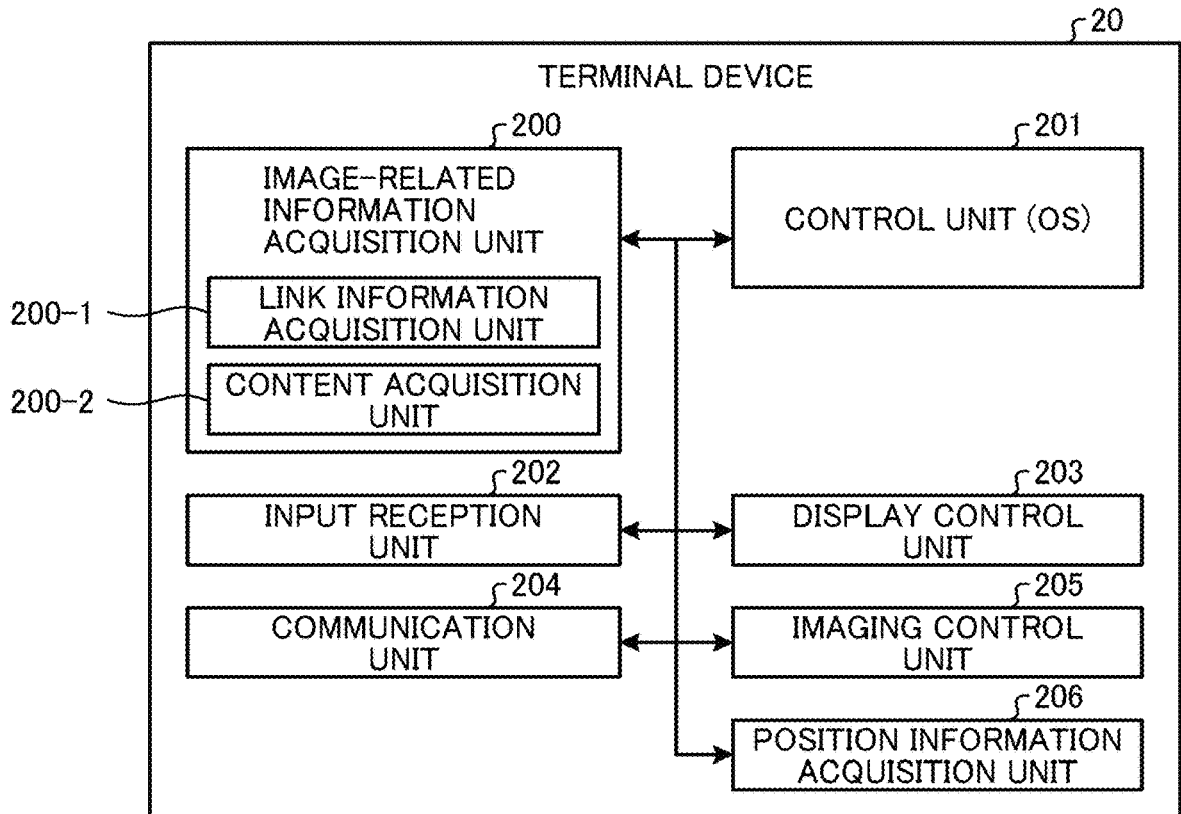 20
TERMINAL DEVICE
200
201
IMAGE-RELATED
INFORMATION
ACQUISITION UNIT
CONTROL UNIT (OS)
200-1
LINK INFORMATION
ACQUISITION UNIT
200-2
CONTENT ACQUISITION
UNIT
202
203
INPUT RECEPTION
UNIT
DISPLAY CONTROL
UNIT
204
205
COMMUNICATION
UNIT
IMAGING CONTROL
UNIT
206
POSITION INFORMATION
ACQUISITION UNIT